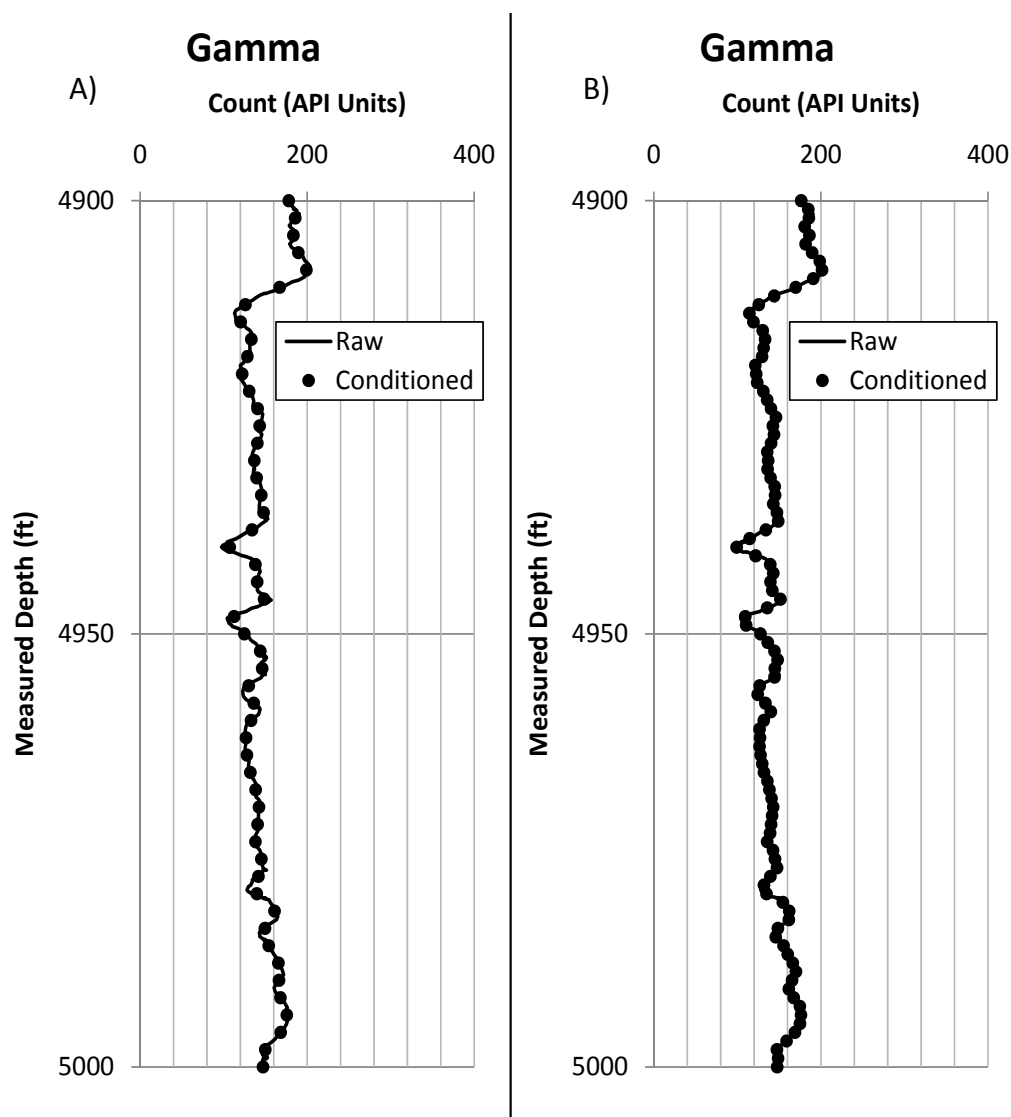 Gamma
A)
Count (API Units)
0 200 400
4900
Raw
Conditioned
Measured Depth (ft)
4950
5000
Gamma
B)
Count (API Units)
0 200 400
4900
Raw
Conditioned
Measured Depth (ft)
4950
5000